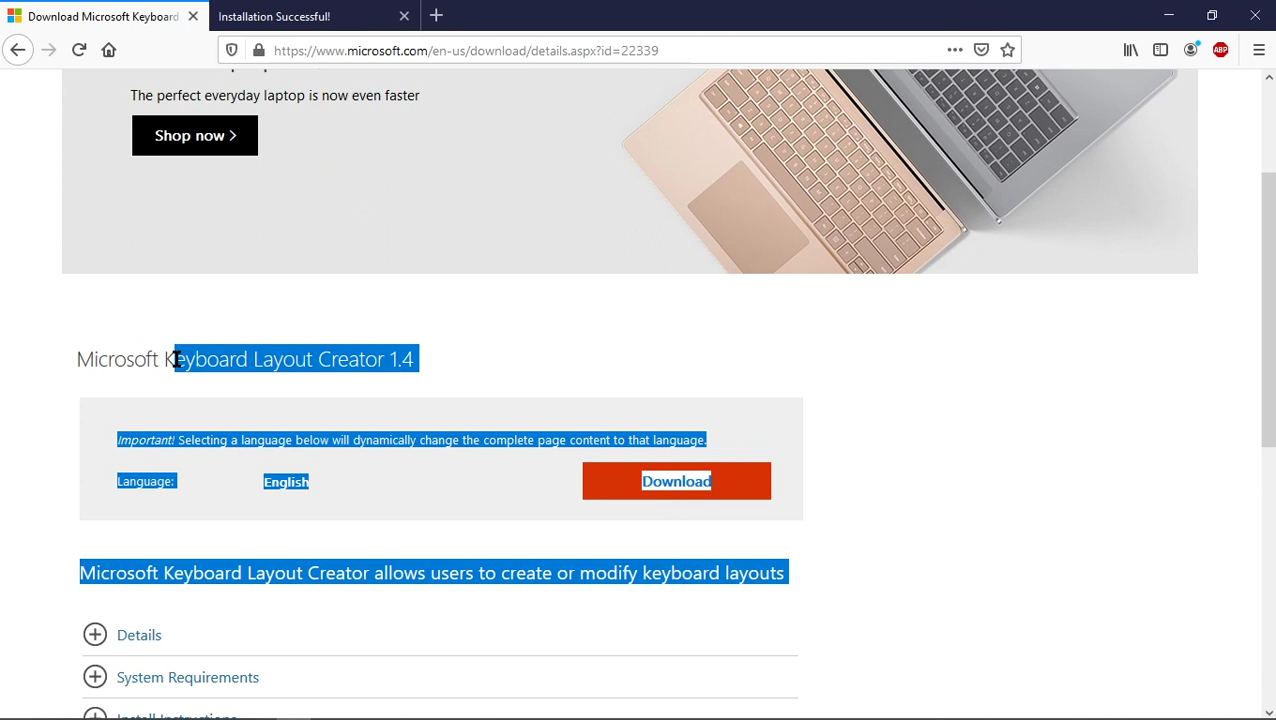 Download Microsoft Keyboard
Installation Successful!
https://www.microsoft.com/en-us/download/details.aspx?id=22339
ABP
The perfect everyday laptop is now even faster
Shop now >
Microsoft Keyboard Layout Creator 1.4
Important! Selecting a language below will dynamically change the complete page content to that language.
Language: English Download
Microsoft Keyboard Layout Creator allows users to create or modify keyboard layouts
Details
System Requirements
Install Instructions